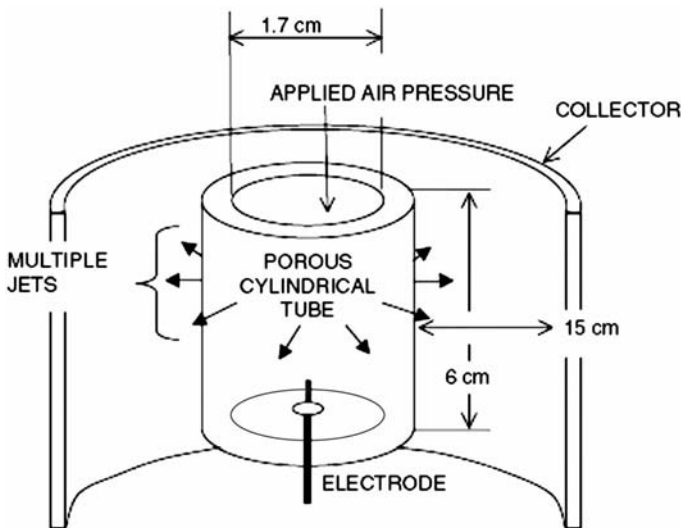 1.7 cm
APPLIED AIR PRESSURE
COLLECTOR
MULTIPLE
JETS
POROUS
CYLINDRICAL
TUBE
15 cm
6 cm
ELECTRODE